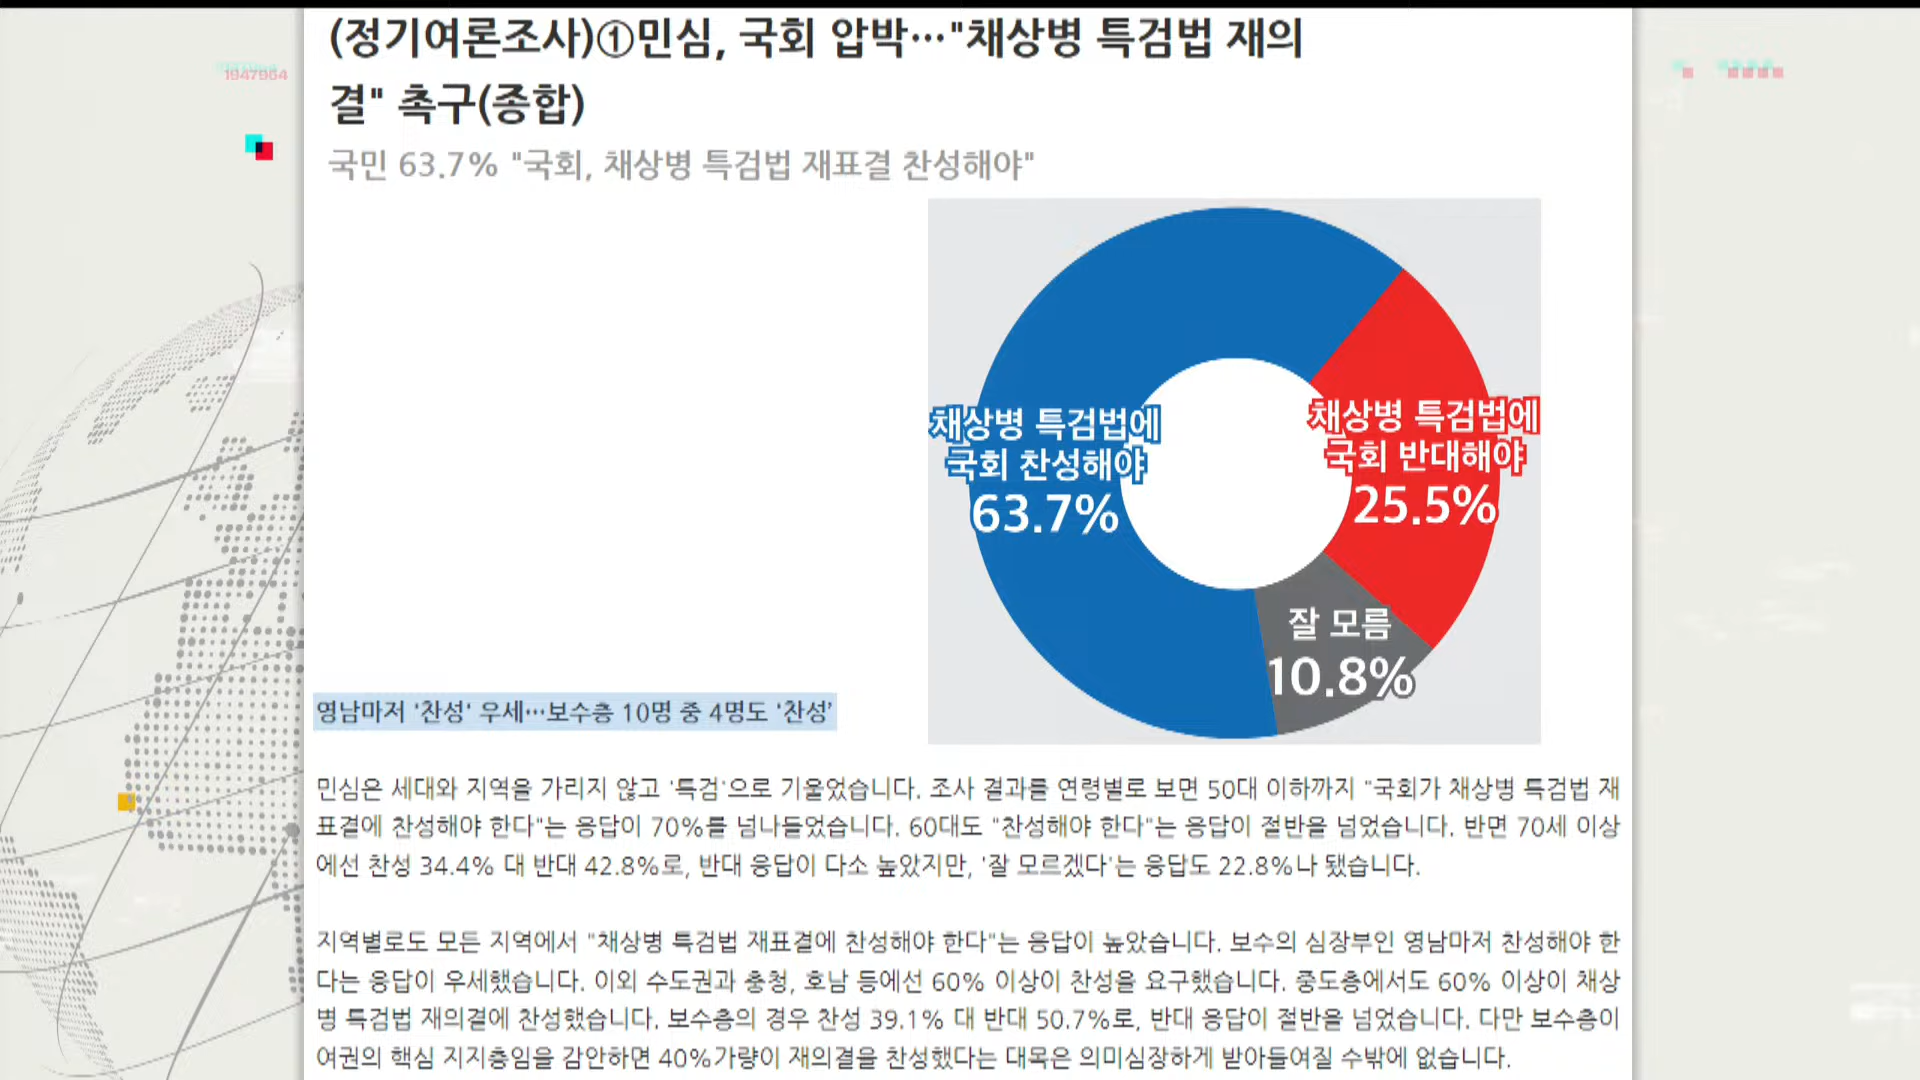 (정기여론조사)①민심, 국회 압박…"채상병 특검법 재의
결" 촉구(종합)
국민 63.7% "국회, 채상병 특검법 재표결 찬성해야"
1947964
채상병 특검법에
국회 찬성해야
63.7%
채상병 특검법에
국회 반대해야
25.5%
잘 모름
10.8%
영남마저 '찬성' 우세…보수층 10명 중 4명도 '찬성'
민심은 세대와 지역을 가리지 않고 '특검'으로 기울었습니다. 조사 결과를 연령별로 보면 50대 이하까지 "국회가 채상병 특검법 재
표결에 찬성해야 한다"는 응답이 70%를 넘나들었습니다. 60대도 "찬성해야 한다"는 응답이 절반을 넘었습니다. 반면 70세 이상
에선 찬성 34.4% 대 반대 42.8%로, 반대 응답이 다소 높았지만, '잘 모르겠다'는 응답도 22.8%나 됐습니다.
지역별로도 모든 지역에서 "채상병 특검법 재표결에 찬성해야 한다"는 응답이 높았습니다. 보수의 심장부인 영남마저 찬성해야 한
다는 응답이 우세했습니다. 이외 수도권과 충청, 호남 등에선 60% 이상이 찬성을 요구했습니다. 중도층에서도 60% 이상이 채상
병 특검법 재의결에 찬성했습니다. 보수층의 경우 찬성 39.1% 대 반대 50.7%로, 반대 응답이 절반을 넘었습니다. 다만 보수층이
여권의 핵심 지지층임을 감안하면 40%가량이 재의결을 찬성했다는 대목은 의미심장하게 받아들여질 수밖에 없습니다.